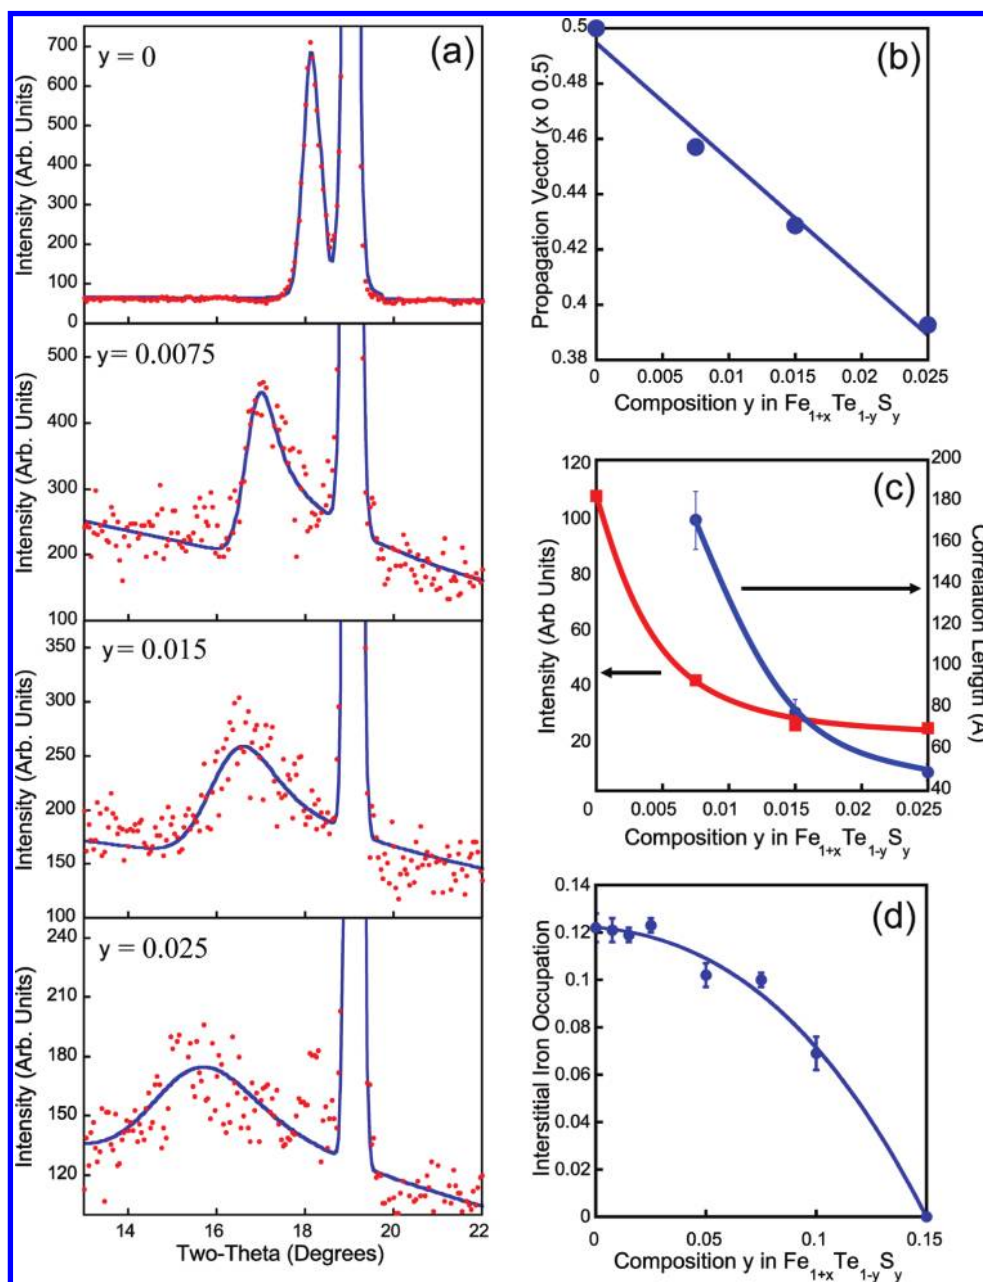 (a)
y = 0
Intensity (Arb. Units)
700
600
500
400
300
200
100
0
y= 0.0075
Intensity (Arb. Units)
500
400
300
200
100
y = 0.015
Intensity (Arb. Units)
350
300
250
200
150
100
y = 0.025
Intensity (Arb. Units)
240
210
180
150
120
14 16 18 20 22
Two-Theta (Degrees)
(b)
Propagation Vector (x 0 0.5)
0.5
0.48
0.46
0.44
0.42
0.4
0.38
0 0.005 0.01 0.015 0.02 0.025
Composition y in Fe1+xTe1-ySy
(c)
Intensity (Arb Units)
120
100
80
60
40
20
200
180
160
140
120
100
80
60
40
Correlation Length (A)
0 0.005 0.01 0.015 0.02 0.025
Composition y in Fe1+xTe1-ySy
(d)
Interstitial Iron Occupation
0.14
0.12
0.1
0.08
0.06
0.04
0.02
0
0 0.05 0.1 0.15
Composition y in Fe1+xTe1-ySy